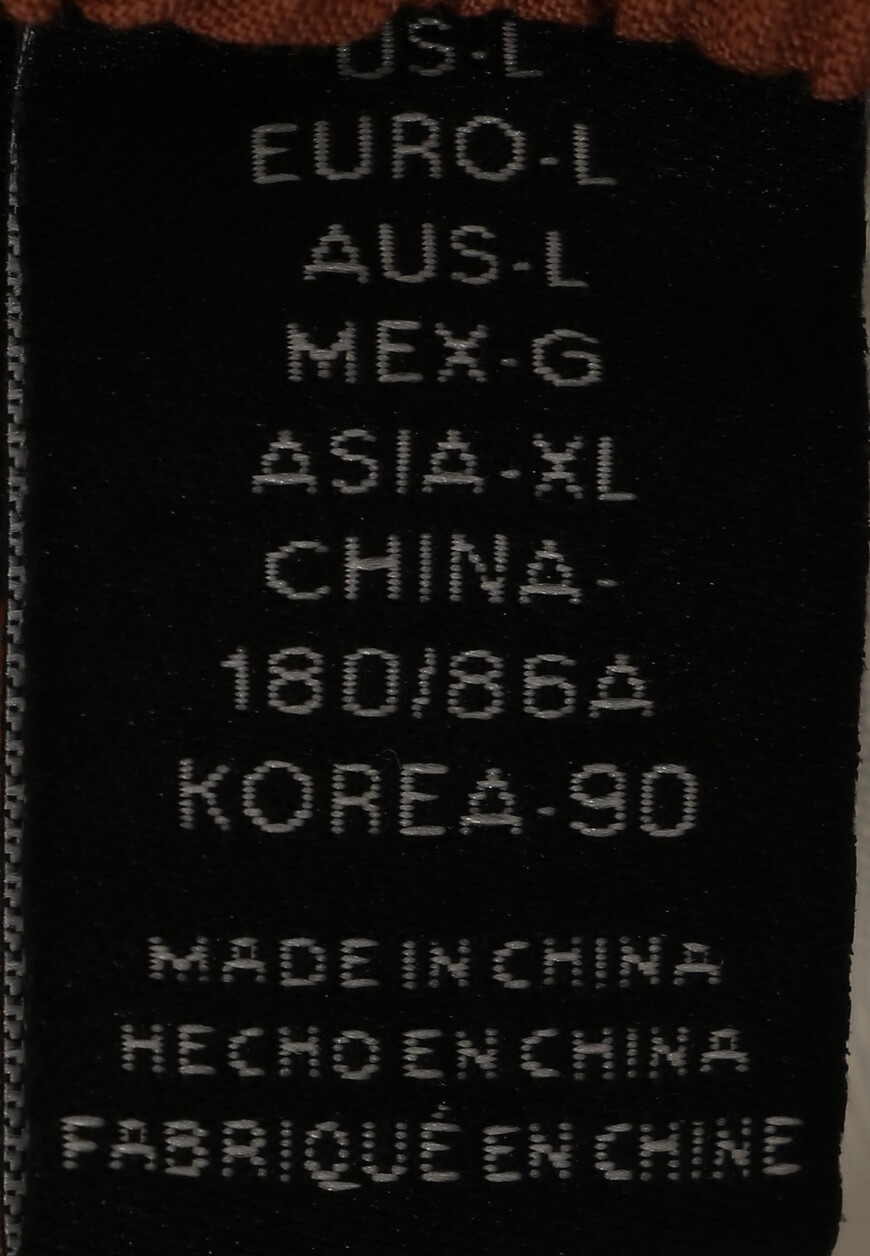 US-L
EURO-L
AUS-L
MEX-G
ASIA-XL
CHINA-
180/86A
KOREA-90
MADE IN CHINA
HECHO EN CHINA
FABRIQUÉ EN CHINE